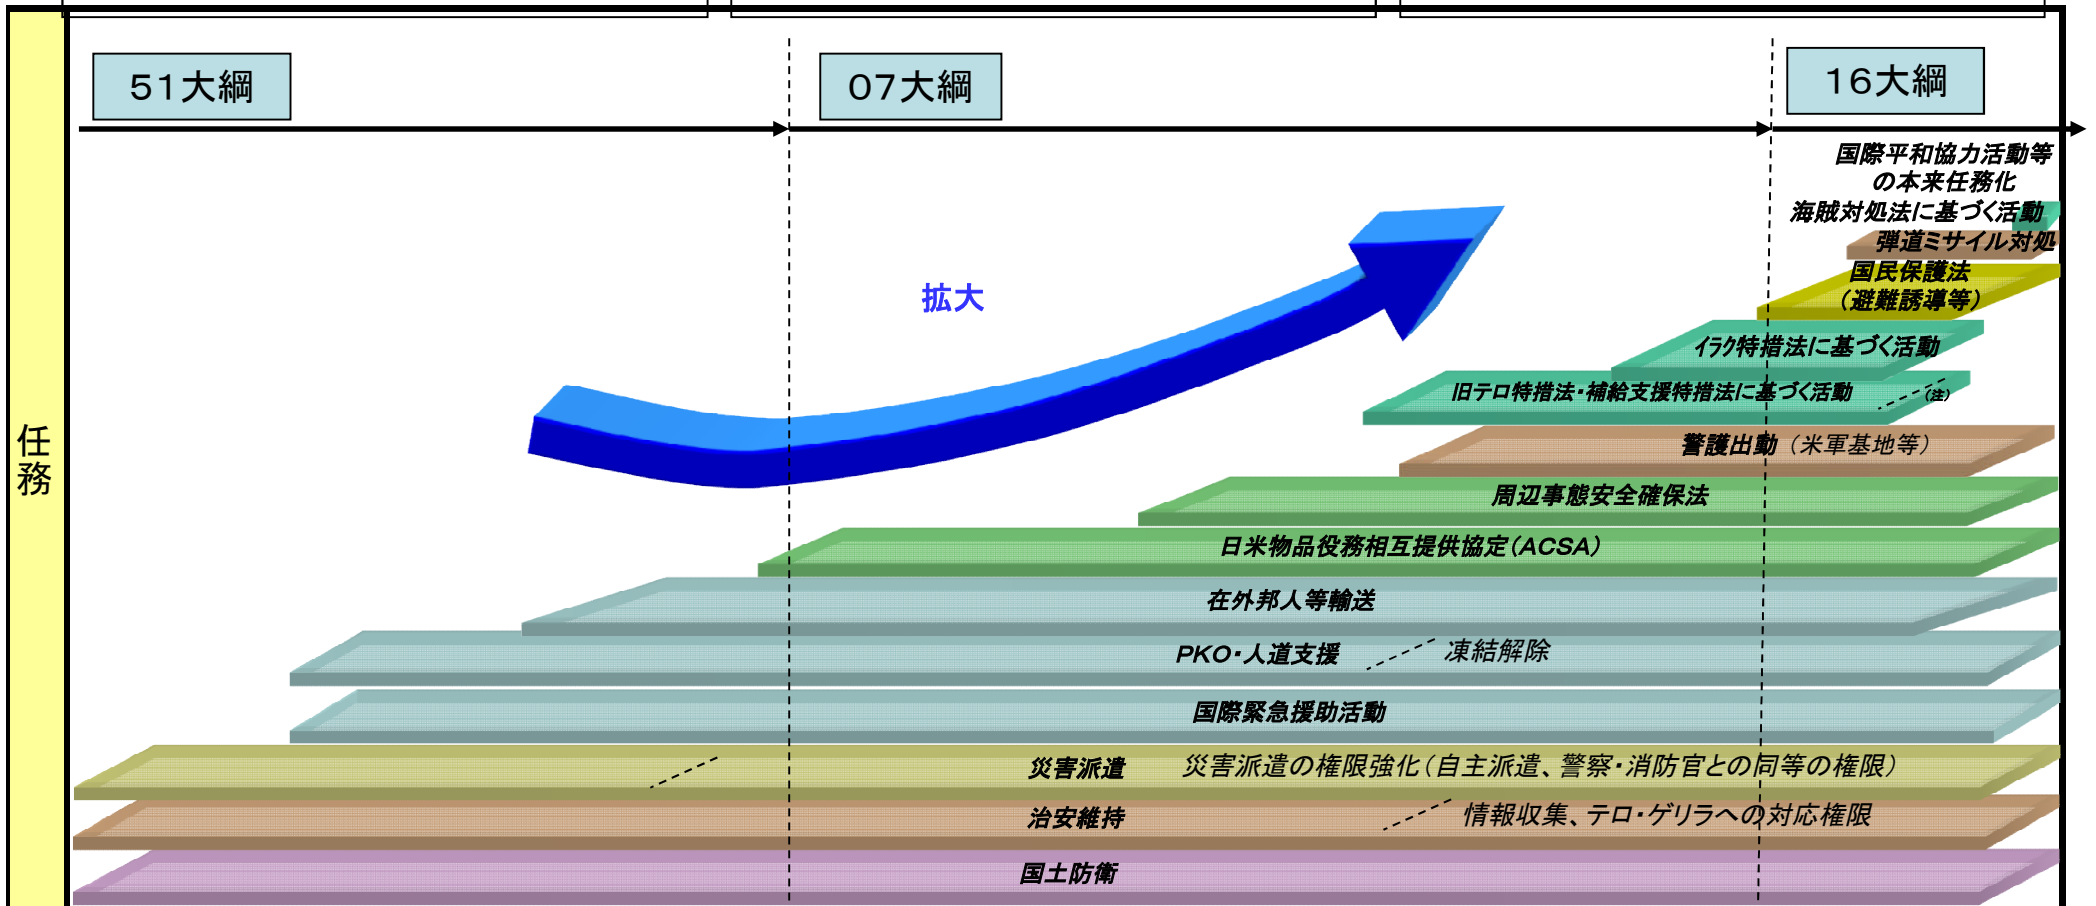 51大綱
07大綱
16大綱
国際平和協力活動等
の本来任務化
海賊対処法に基づく活動
弾道ミサイル対処
拡大
国民保護法
(避難誘導等)
イラク特措法に基づく活動
旧テロ特措法・補給支援特措法に基づく活動 (注)
任務
警護出動(米軍基地等)
周辺事態安全確保法
日米物品役務相互提供協定(ACSA)
在外邦人等輸送
PKO・人道支援 凍結解除
国際緊急援助活動
災害派遣 災害派遣の権限強化(自主派遣、警察・消防官との同等の権限)
治安維持 情報収集、テロ・ゲリラへの対応権限
国土防衛